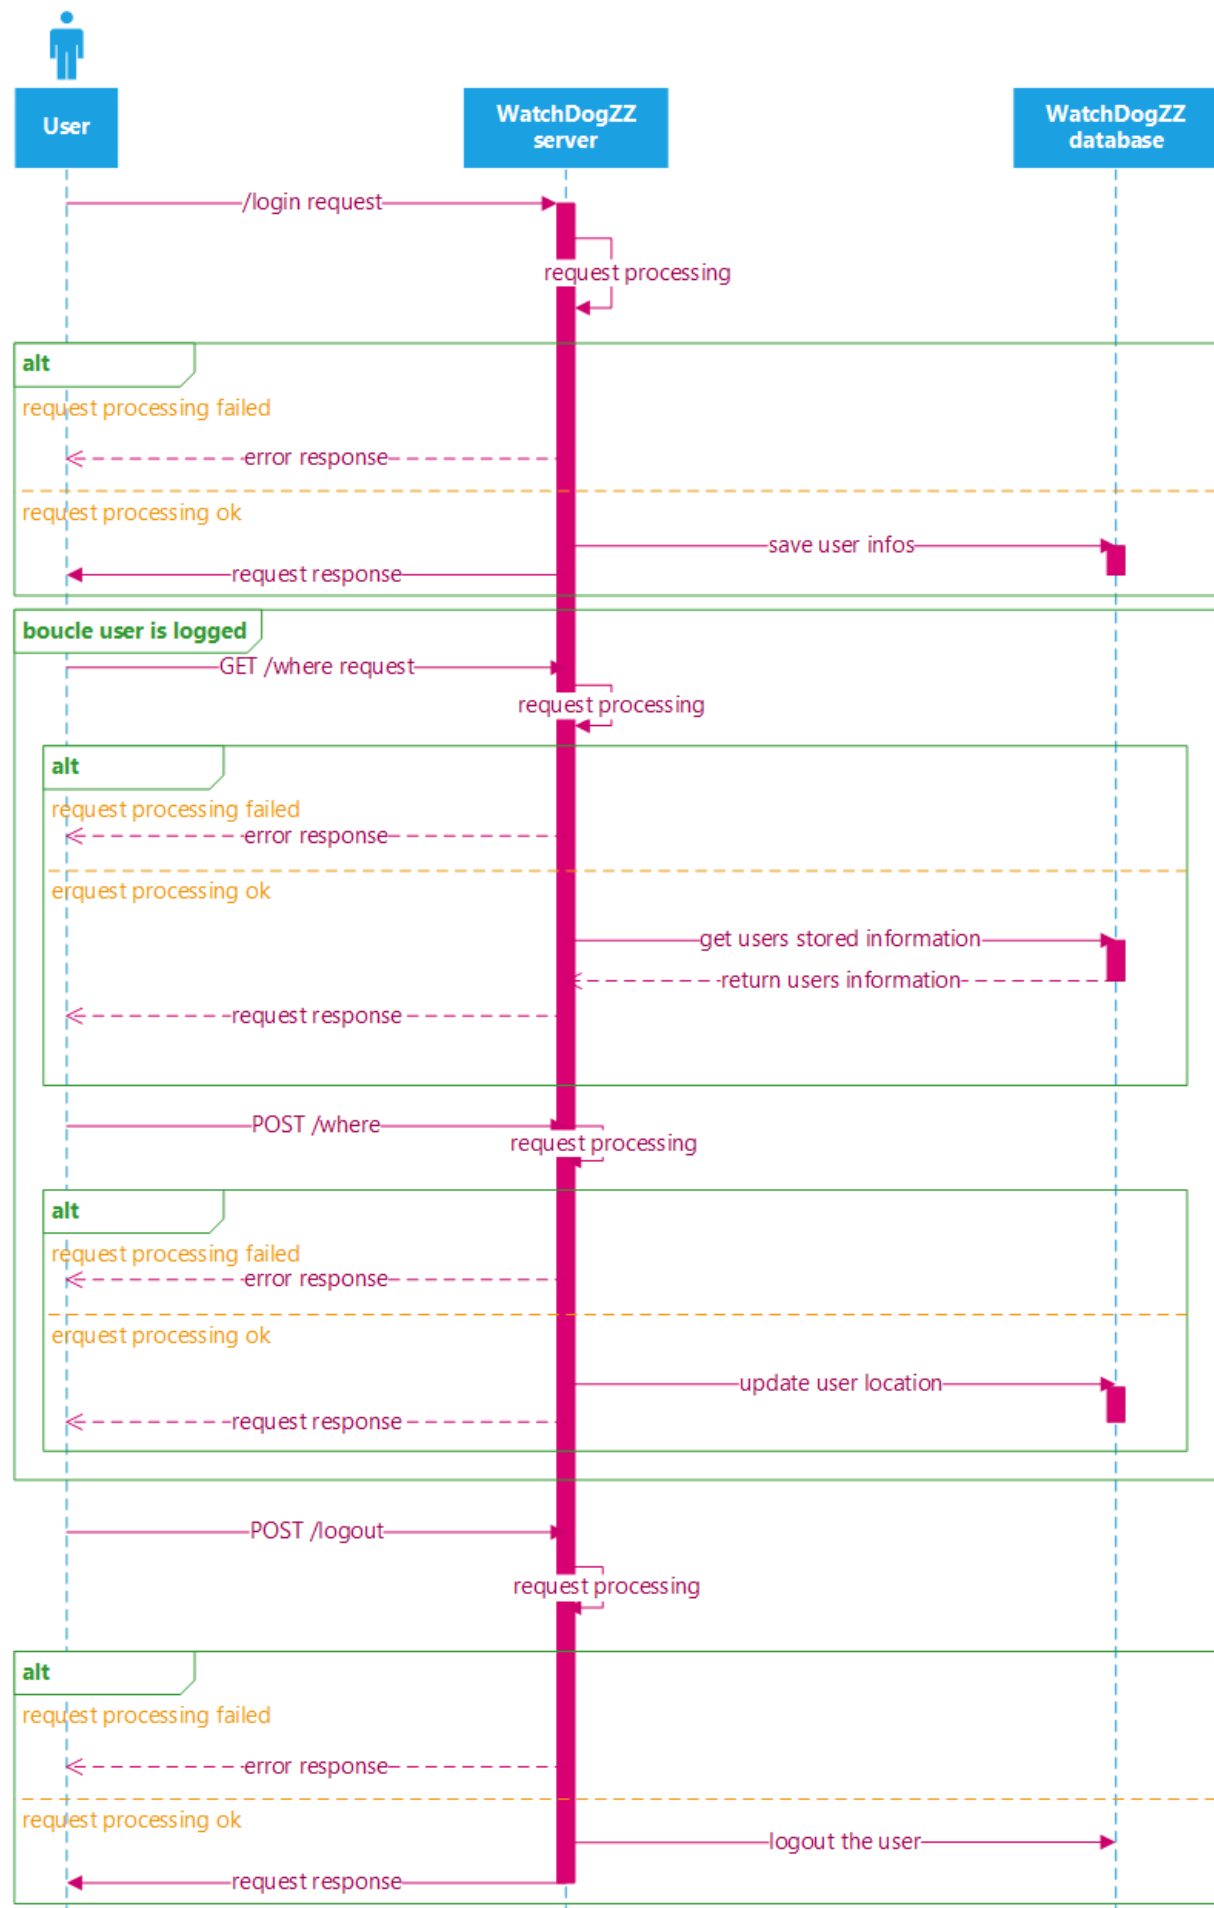 User
WatchDogZZ
server
WatchDogZZ
database
/login request
request processing
alt
request processing failed
error response
request processing ok
save user infos
request response
boucle user is logged
GET /where request
request processing
alt
request processing failed
error response
erquest processing ok
get users stored information
return users information
request response
POST /where
request processing
alt
request processing failed
error response
erquest processing ok
update user location
request response
POST /logout
request processing
alt
request processing failed
error response
request processing ok
logout the user
request response